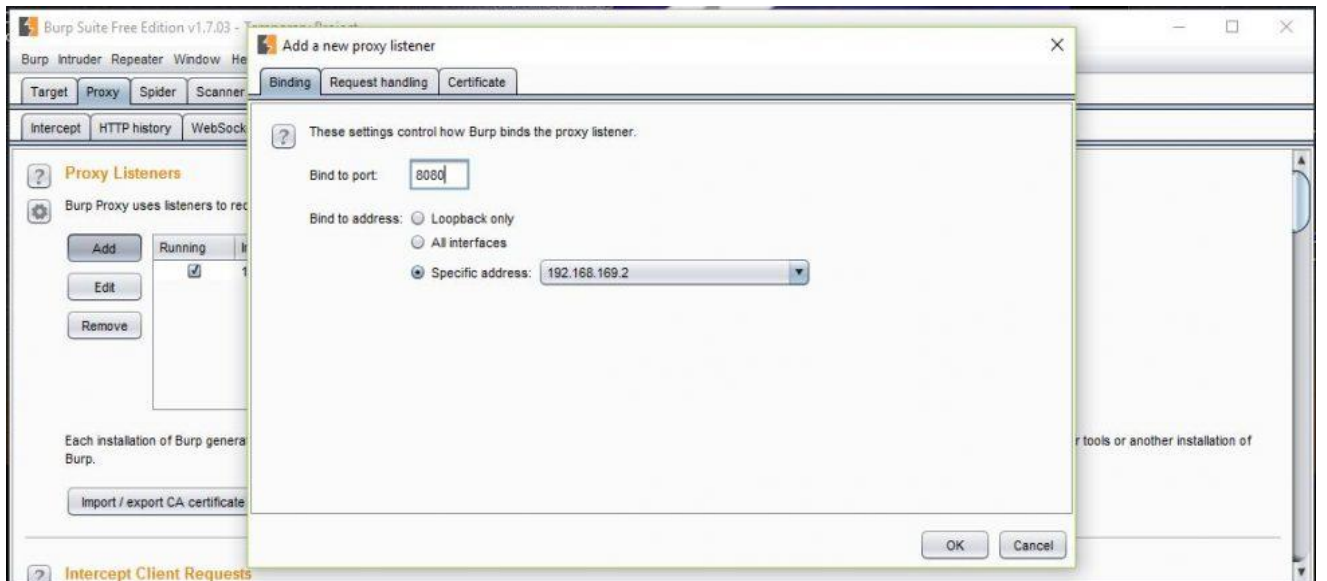 Burp Suite Free Edition v1.7.03 - Temporary Project
Add a new proxy listener
Burp Intruder Repeater Window He
Binding Request handling Certificate
Target Proxy Spider Scanner
Intercept HTTP history WebSock
These settings control how Burp binds the proxy listener.
Proxy Listeners
Bind to port: 8080
Burp Proxy uses listeners to rec
Bind to address: Loopback only
Add Running
All interfaces
Specific address: 192.168.169.2
Edit
Remove
Each installation of Burp genera
r tools or another installation of
Burp.
Import / export CA certificate
OK Cancel
Intercept Client Requests